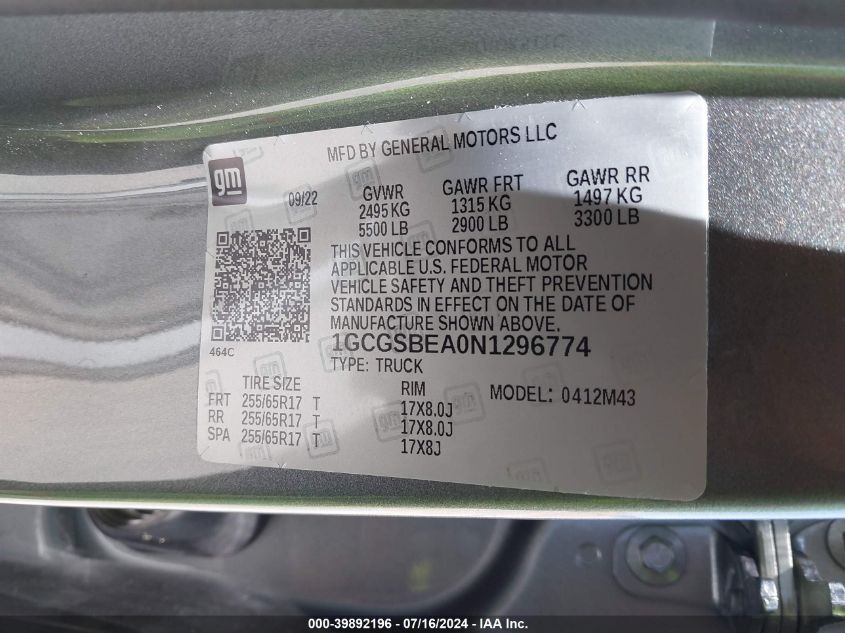 MFD BY GENERAL MOTORS LLC
gm
09/22
GVWR GAWR FRT GAWR RR
2495 KG 1315 KG 1497 KG
5500 LB 2900 LB 3300 LB
THIS VEHICLE CONFORMS TO ALL
APPLICABLE U.S. FEDERAL MOTOR
VEHICLE SAFETY AND THEFT PREVENTION
STANDARDS IN EFFECT ON THE DATE OF
MANUFACTURE SHOWN ABOVE.
464C
1GCGSBEA0N1296774
TYPE: TRUCK
TIRE SIZE RIM MODEL: 0412M43
FRT 255/65R17 T 17X8.0J
RR 255/65R17 T 17X8.0J
SPA 255/65R17 T 17X8J
000-39892196 - 07/16/2024 - © IAA Inc.